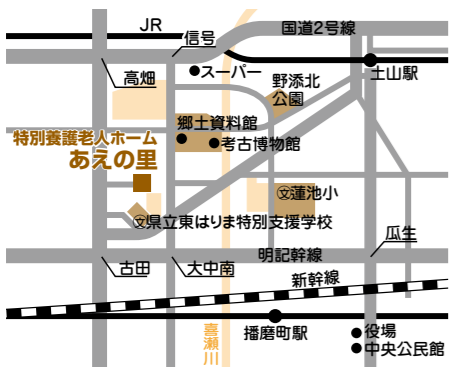 JR
信号
国道2号線
高畑
スーパー
野添北
公園
土山駅
郷土資料館
考古博物館
特別養護老人ホーム
あえの里
㉆蓮池小
㉆県立東はりま特別支援学校
瓜生
明記幹線
古田
大中南
新幹線
喜瀬川
播磨町駅
役場
中央公民館